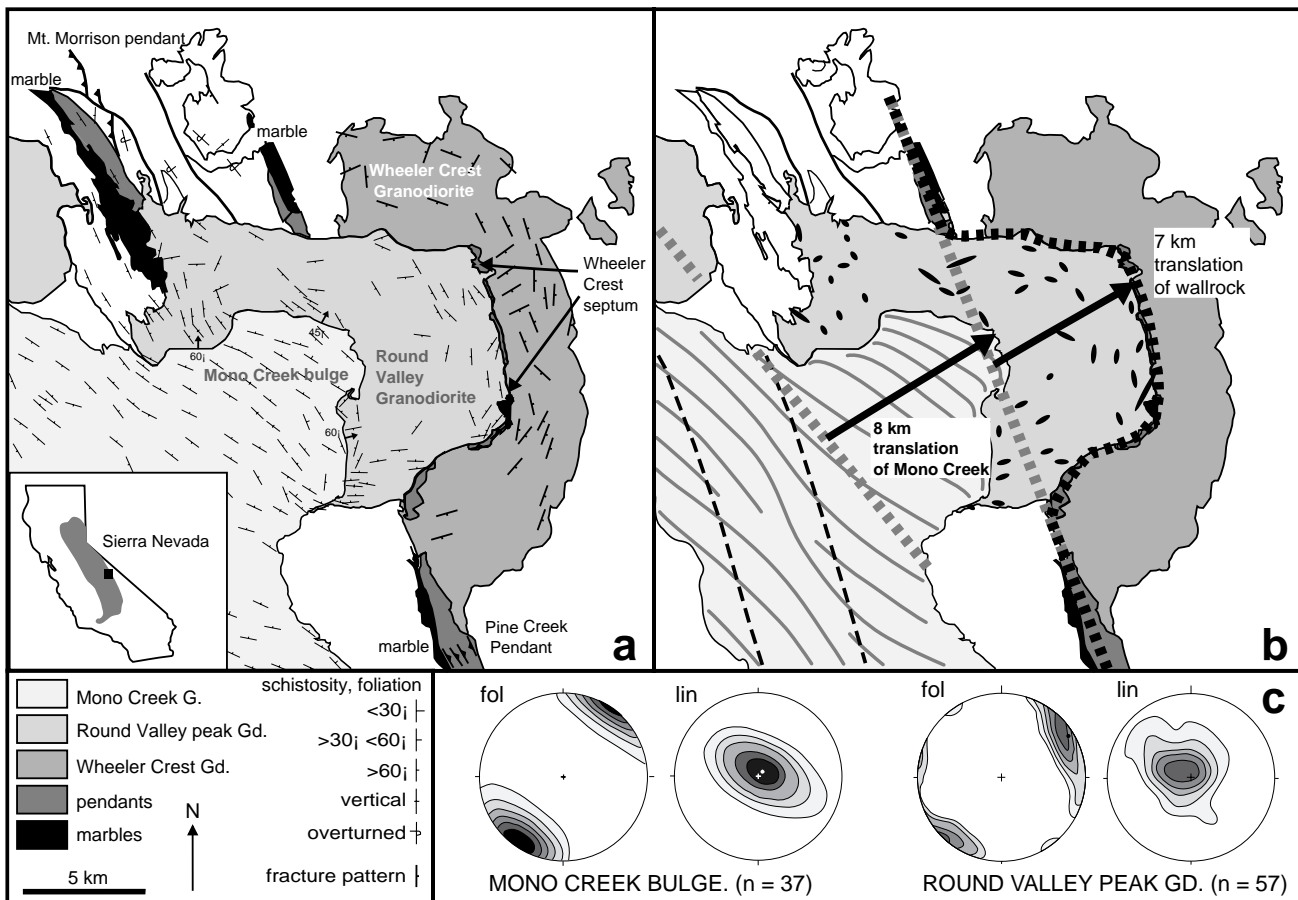 Mt. Morrison pendant
marble
marble
Wheeler Crest
Granodiorite
Wheeler
Crest
septum
45¡
60¡
Mono Creek bulge
Round
Valley
Granodiorite
60¡
Sierra Nevada
marble
Pine Creek
Pendant
a
7 km
translation
of wallrock
8 km
translation
of Mono Creek
b
Mono Creek G.
Round Valley peak Gd.
Wheeler Crest Gd.
pendants
marbles
N
5 km
schistosity, foliation
<30¡
>30¡ <60¡
>60¡
vertical
overturned
fracture pattern
fol
lin
fol
lin
c
MONO CREEK BULGE. (n = 37)
ROUND VALLEY PEAK GD. (n = 57)